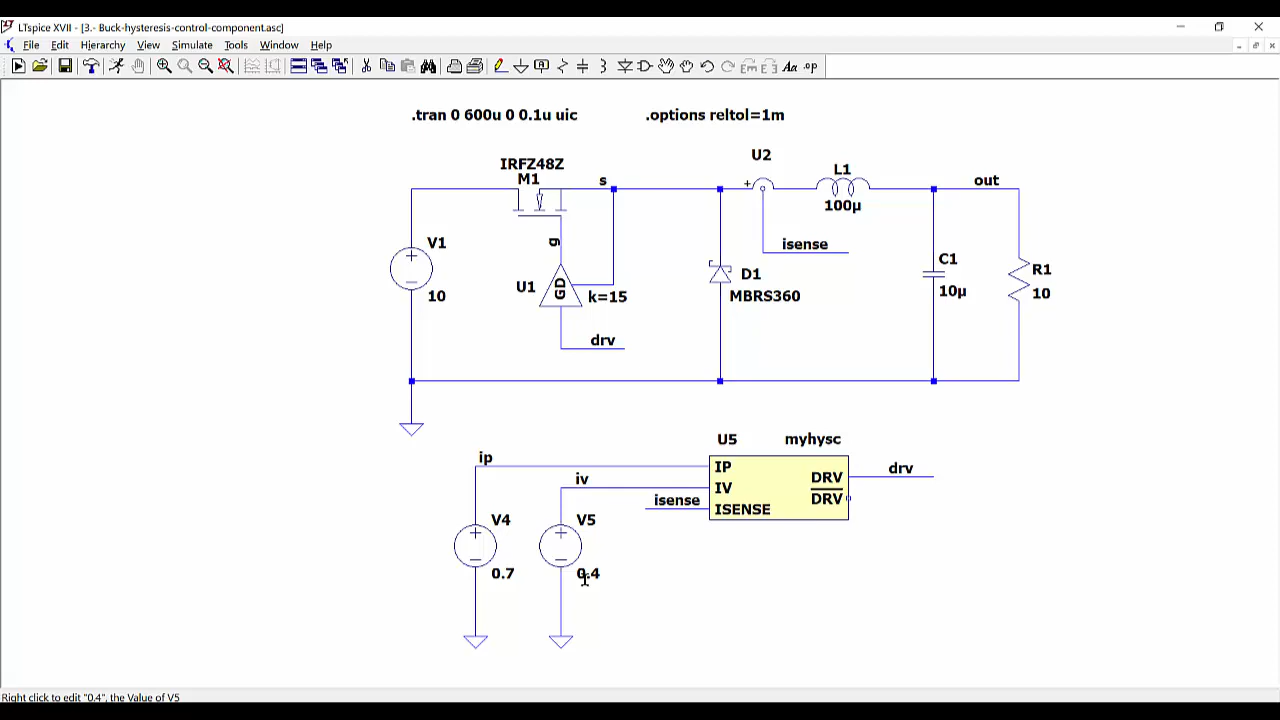 LTspice XVII - [3.- Buck-hysteresis-control-component.asc]
File Edit Hierarchy View Simulate Tools Window Help
.tran 0 600u 0 0.1u uic
.options reltol=1m
IRFZ48Z
M1
s
U2
+
L1
100µ
out
V1
10
g
U1
GD
k=15
drv
isense
D1
MBRS360
C1
10µ
R1
10
U5
myhysc
ip
iv
isense
IP
IV
ISENSE
DRV
DRV
drv
V4
0.7
V5
0.4
Right click to edit "0.4", the Value of V5